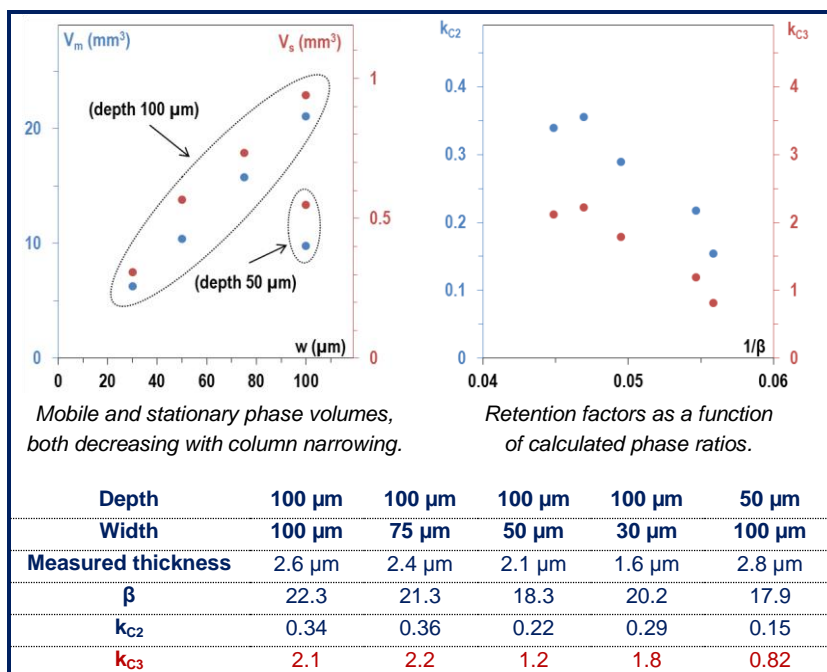 V_m (mm³)
V_s (mm³)
1
20
0.5
10
0
0
(depth 100 µm)
(depth 50 µm)
w (µm)
0 20 40 60 80 100
k_C2
k_C3
0.4
4
0.3
3
0.2
2
0.1
1
0
0
1/β
0.04 0.05 0.06
Mobile and stationary phase volumes,
both decreasing with column narrowing.
Retention factors as a function
of calculated phase ratios.
Depth 100 µm 100 µm 100 µm 100 µm 50 µm
Width 100 µm 75 µm 50 µm 30 µm 100 µm
Measured thickness 2.6 µm 2.4 µm 2.1 µm 1.6 µm 2.8 µm
β 22.3 21.3 18.3 20.2 17.9
k_C2 0.34 0.36 0.22 0.29 0.15
k_C3 2.1 2.2 1.2 1.8 0.82